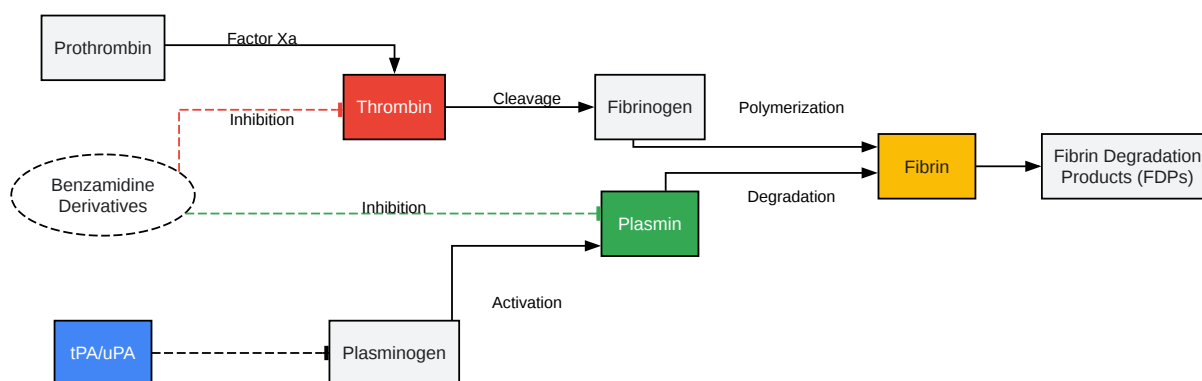 Prothrombin
Factor Xa
Thrombin
Cleavage
Fibrinogen
Polymerization
Inhibition
Fibrin
Fibrin Degradation
Products (FDPs)
Benzamidine
Derivatives
Inhibition
Plasmin
Degradation
Activation
tPA/uPA
Plasminogen